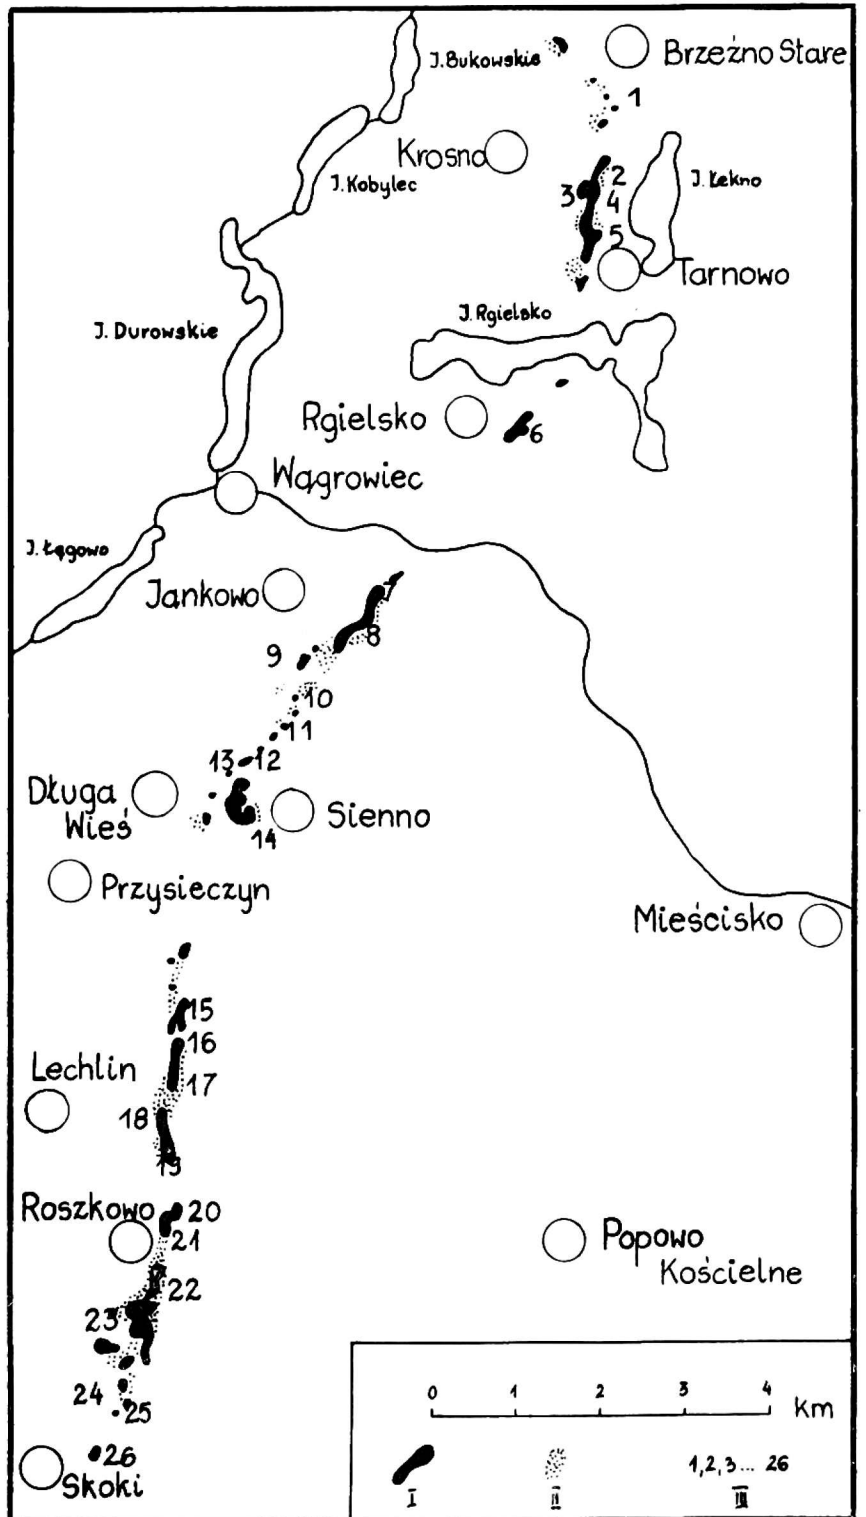 J. Bukowskie
Brzeźno Stare
1
Krosno
J. Kobylec
2
J. Łekno
3
4
5
Tarnowo
J. Durowskie
J. Rgielsko
Rgielsko
6
Wągrowiec
J. Łęgowo
Jankowo
7
8
9
10
11
13
12
Długa
Wieś
Sienno
14
Przysieczyn
Mieścisko
15
16
Lechlin
17
18
19
Roszkowo
20
21
Popowo
Kościelne
22
23
24
25
26
Skoki
0 1 2 3 4
Km
1, 2, 3 ... 26
I II III